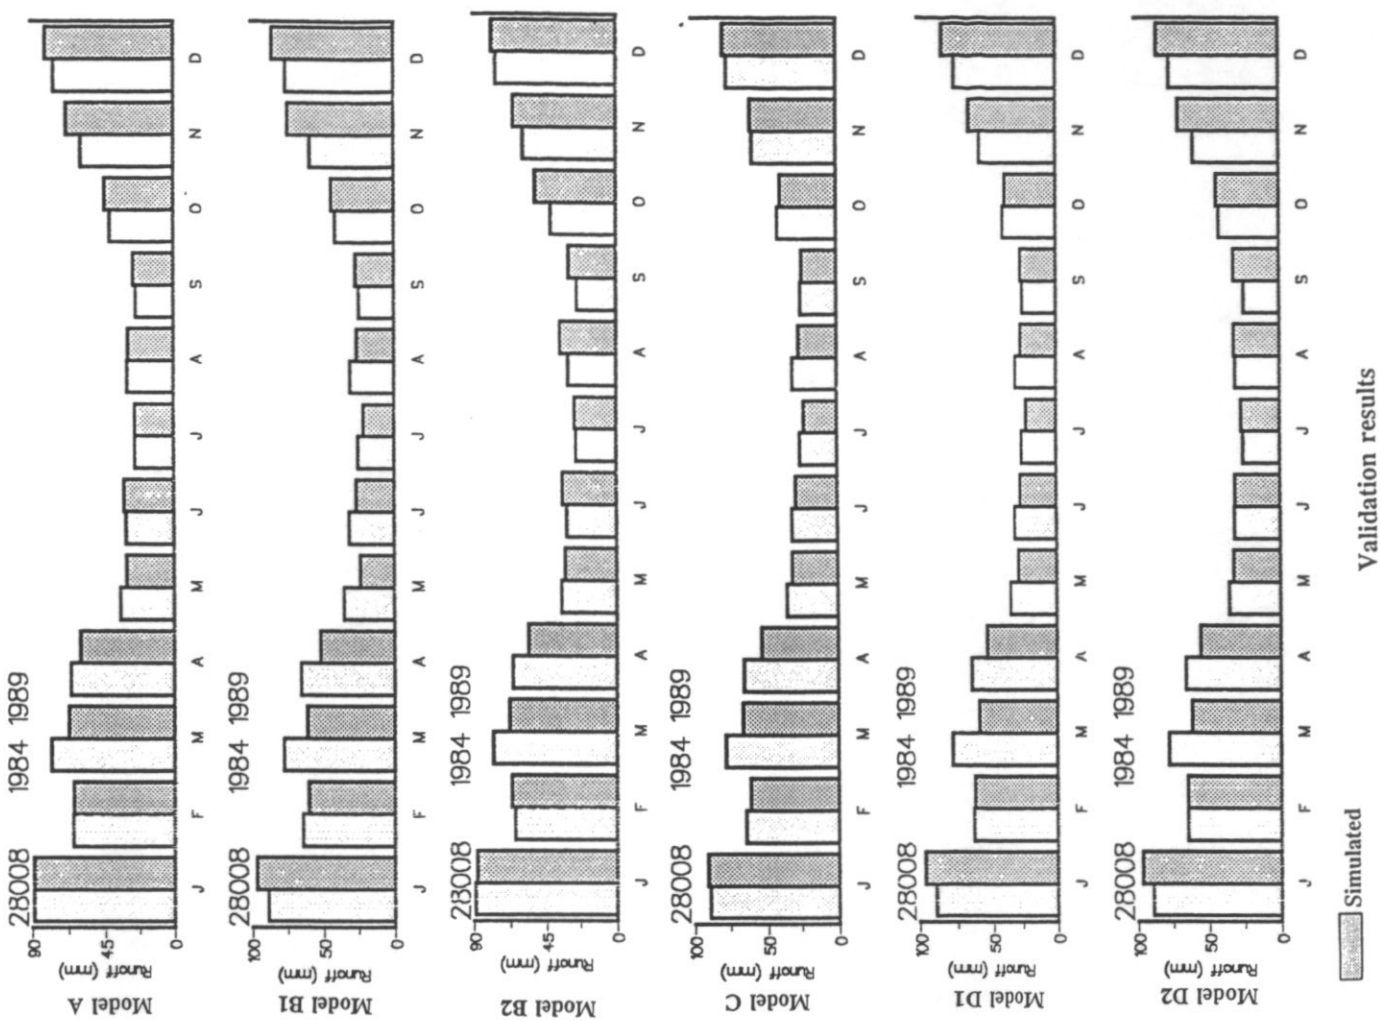 28008 1984 1989
Model A
Runoff (mm)
90
45
0
J F M A M J J A S O N D
28008 1984 1989
Model B1
Runoff (mm)
100
50
0
J F M A M J J A S O N D
28008 1984 1989
Model B2
Runoff (mm)
90
45
0
J F M A M J J A S O N D
28008 1984 1989
Model C
Runoff (mm)
100
50
0
J F M A M J J A S O N D
28008 1984 1989
Model D1
Runoff (mm)
100
50
0
J F M A M J J A S O N D
28008 1984 1989
Model D2
Runoff (mm)
100
50
0
J F M A M J J A S O N D
Simulated
Validation results